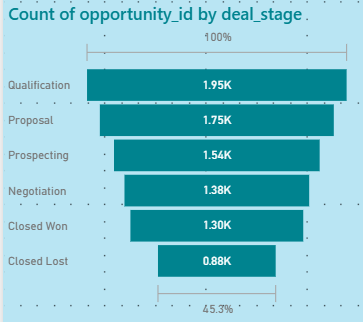 Count of opportunity_id by deal_stage
100%
Qualification 1.95K
Proposal 1.75K
Prospecting 1.54K
Negotiation 1.38K
Closed Won 1.30K
Closed Lost 0.88K
45.3%